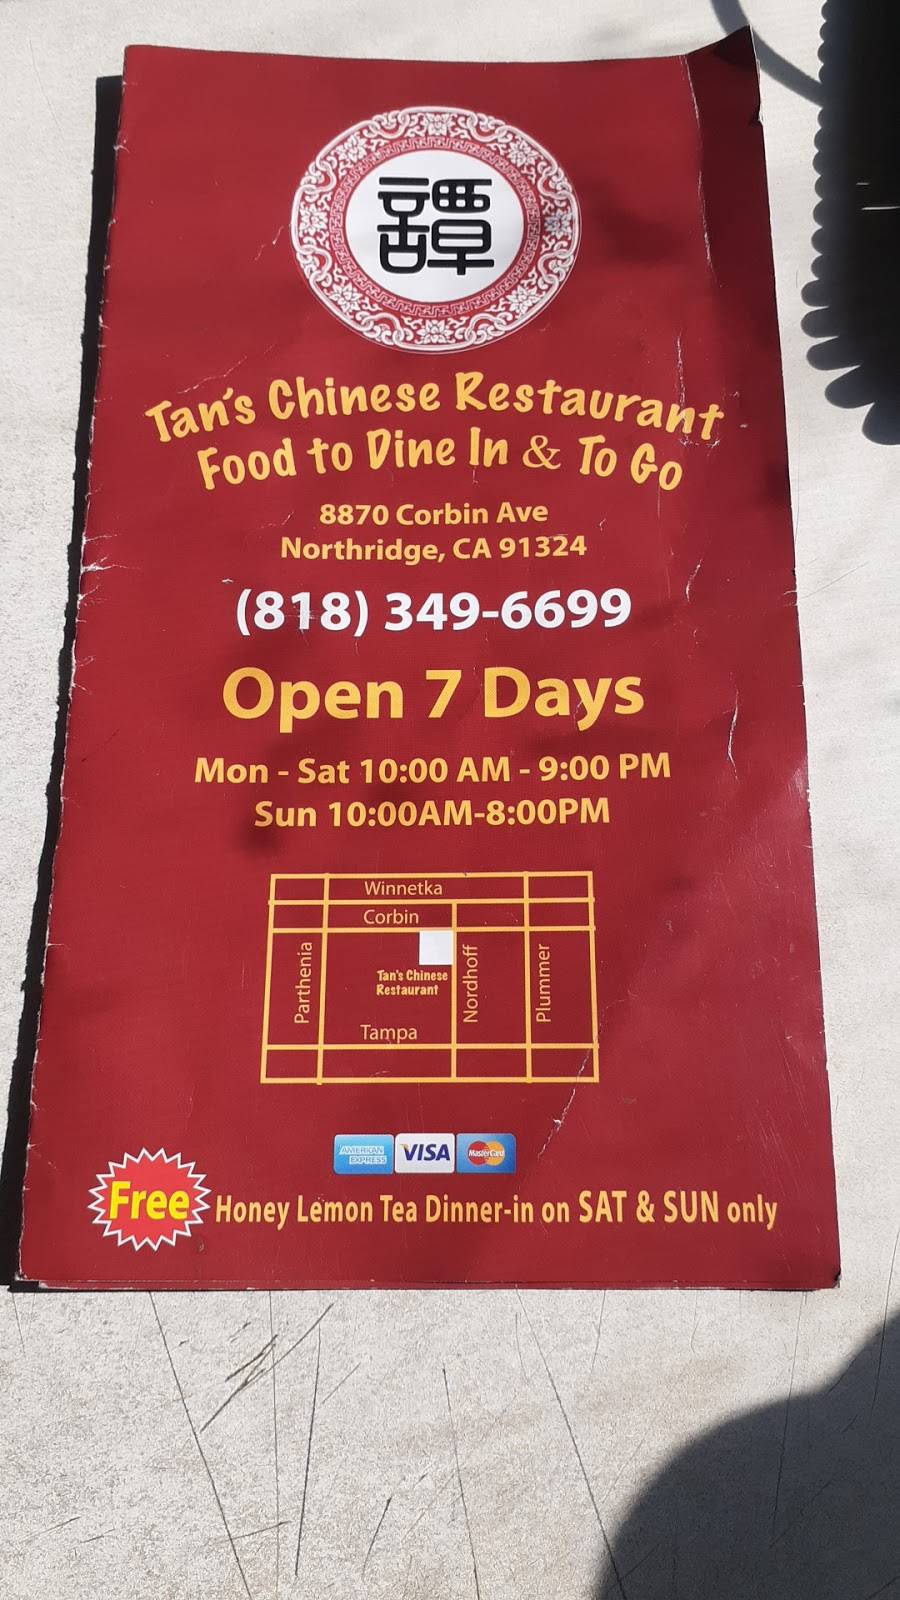 譚
Tan's Chinese Restaurant
Food to Dine In & To Go
8870 Corbin Ave
Northridge, CA 91324
(818) 349-6699
Open 7 Days
Mon - Sat 10:00 AM - 9:00 PM
Sun 10:00AM-8:00PM
Winnetka
Corbin
Parthenia
Tan's Chinese
Restaurant
Nordhoff
Plummer
Tampa
AMERICAN
EXPRESS
VISA
MasterCard
Free Honey Lemon Tea Dinner-in on SAT & SUN only